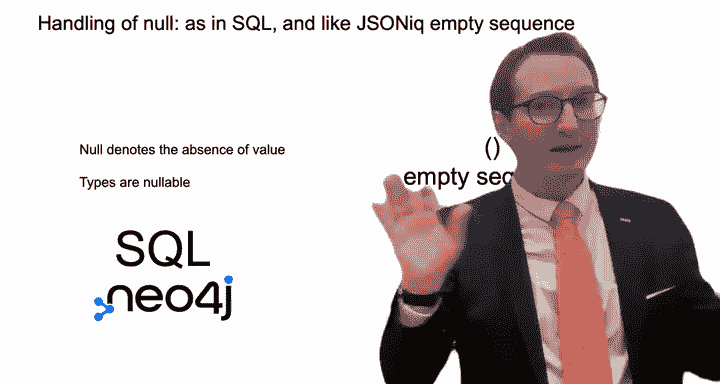 Handling of null: as in SQL, and like JSONiq empty sequence
Null denotes the absence of value
()
Types are nullable
empty
SQL
neo4j